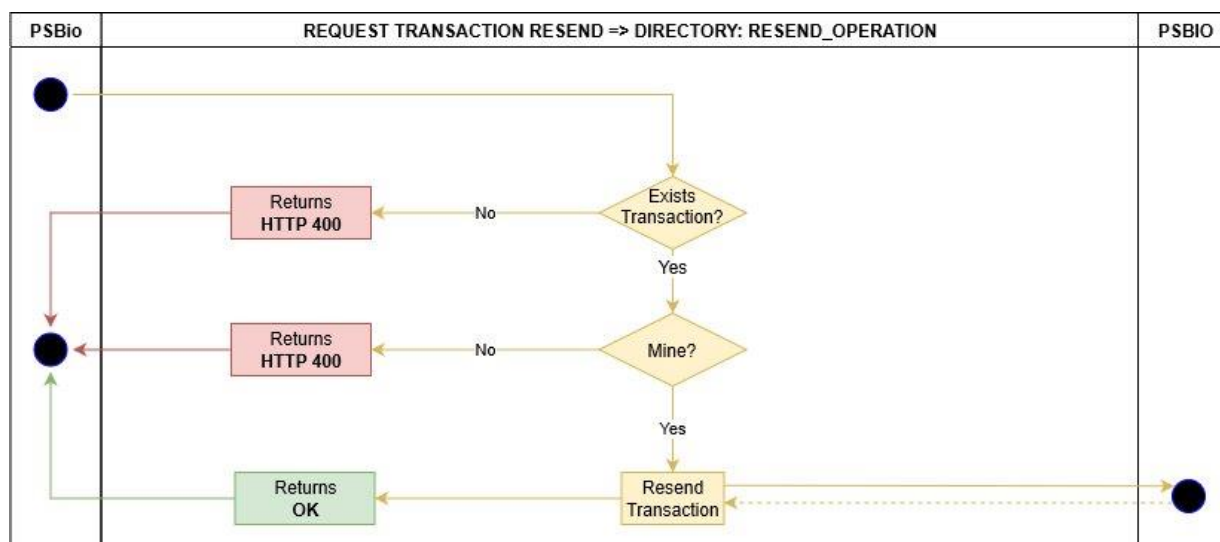 PSBio
REQUEST TRANSACTION RESEND => DIRECTORY: RESEND_OPERATION
PSBIO
Exists
Transaction?
No
Returns
HTTP 400
Yes
Mine?
No
Returns
HTTP 400
Yes
Resend
Transaction
Returns
OK